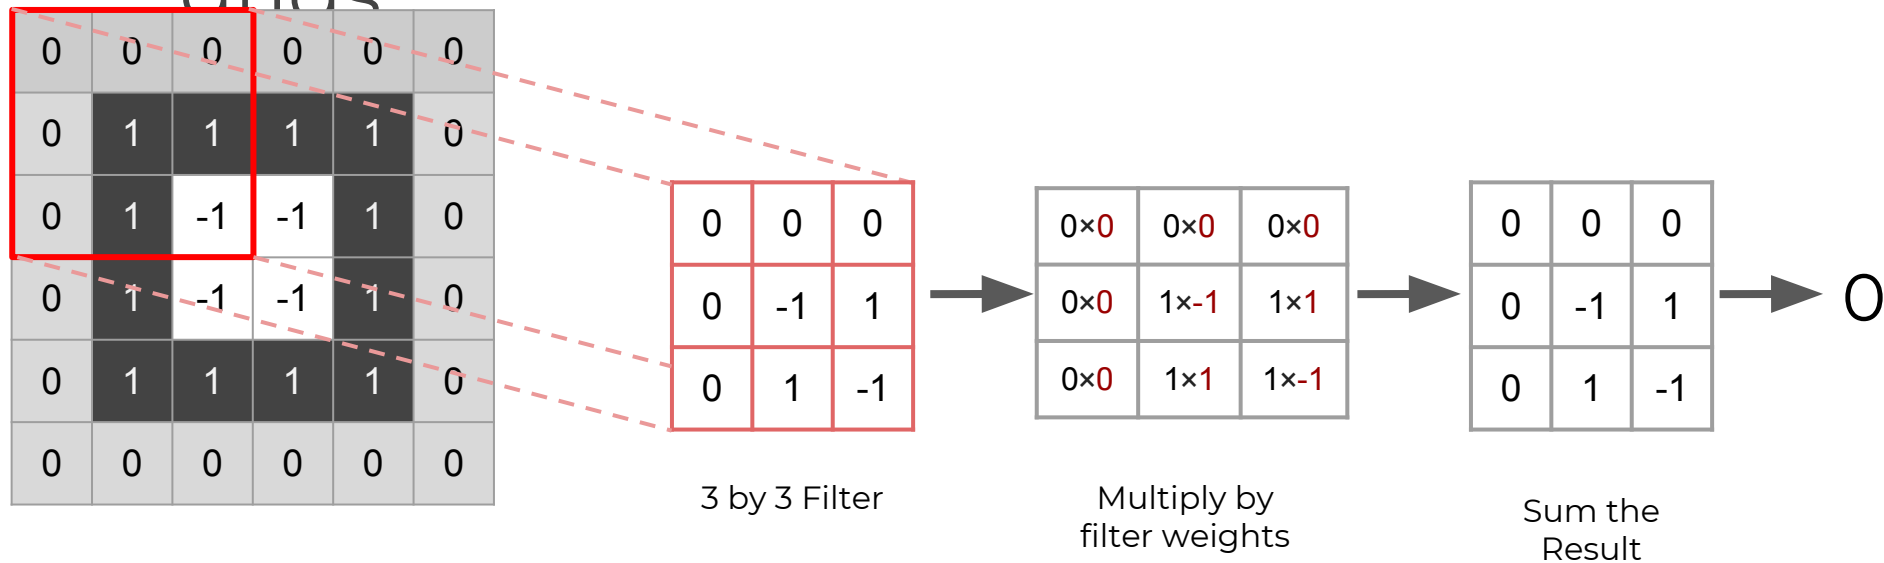 0 0 0 0 0 0
0 1 1 1 1 0
0 1 -1 -1 1 0
0 1 -1 -1 1 0
0 1 1 1 1 0
0 0 0 0 0 0
0 0 0
0 -1 1
0 1 -1
3 by 3 Filter
0×0 0×0 0×0
0×0 1×-1 1×1
0×0 1×1 1×-1
Multiply by
filter weights
0 0 0
0 -1 1
0 1 -1
Sum the
Result
0